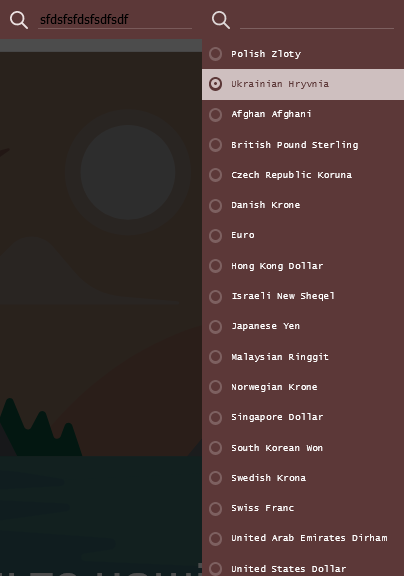 sfdsfsfdsfsdfsdf
Polish Zloty
Ukrainian Hryvnia
Afghan Afghani
British Pound Sterling
Czech Republic Koruna
Danish Krone
Euro
Hong Kong Dollar
Israeli New Sheqel
Japanese Yen
Malaysian Ringgit
Norwegian Krone
Singapore Dollar
South Korean Won
Swedish Krona
Swiss Franc
United Arab Emirates Dirham
United States Dollar